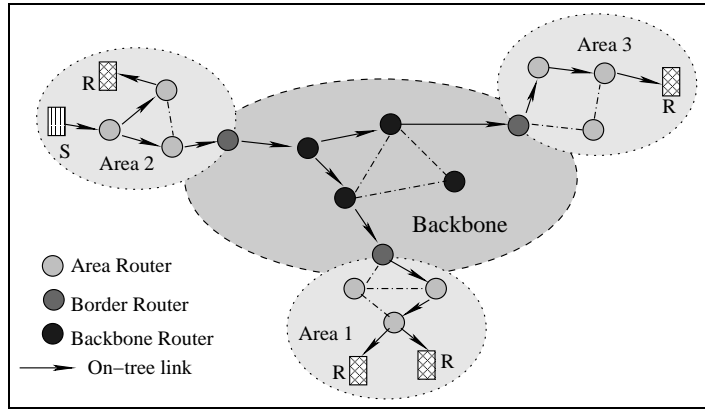 Area 3
R
R
R
S
Area 2
Backbone
Area Router
Border Router
Backbone Router
On−tree link
Area 1
R
R